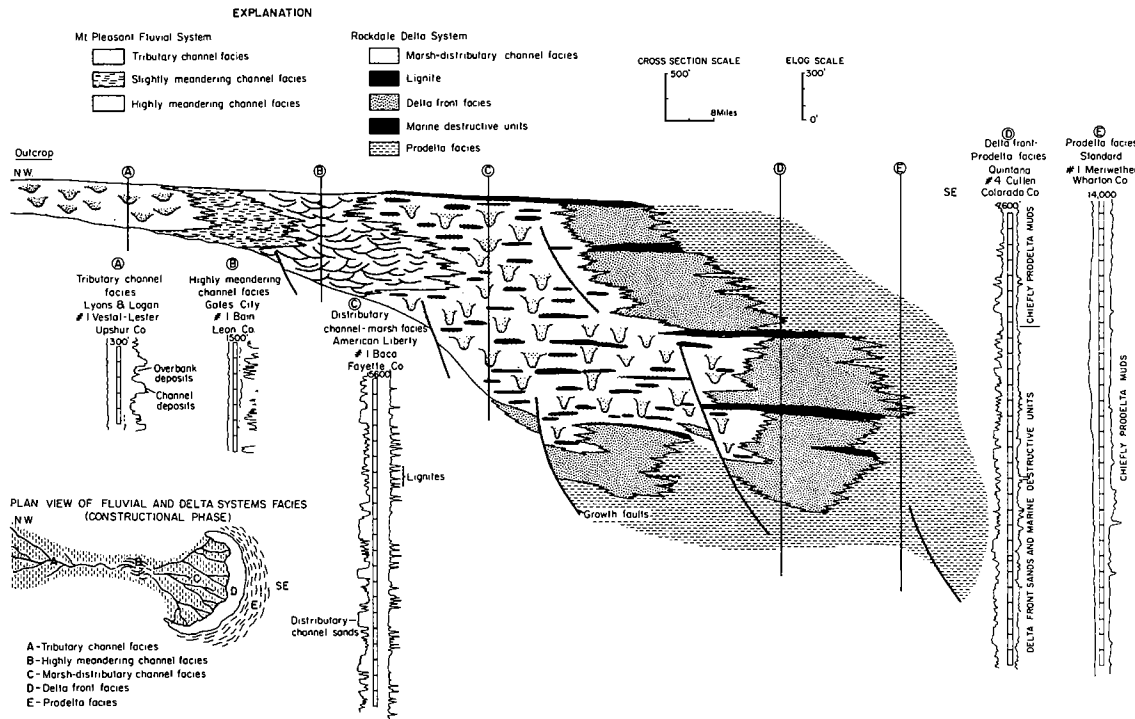 EXPLANATION
Mt Pleasant Fluvial System
Tributary channel facies
Slightly meandering channel facies
Highly meandering channel facies
Rockdale Delta System
Marsh-distributary channel facies
Lignite
Delta front facies
Marine destructive units
Prodelta facies
CROSS SECTION SCALE
500'
8 Miles
ELOG SCALE
300'
0'
Outcrop
NW.
A
B
C
D
E
SE
D
Delta front-
Prodelta facies
Quintana
#4 Cullen
Colorado Co
7600'
CHIEFLY PRODELTA MUDS
DELTA FRONT SANDS AND MARINE DESTRUCTIVE UNITS
E
Prodelta facies
Standard
#1 Meriwether
Wharton Co
14,000
CHIEFLY PRODELTA MUDS
A
Tributary channel
facies
Lyons & Logan
#1 Vestal-Lester
Upshur Co
1300'
Overbank
deposits
Channel
deposits
B
Highly meandering
channel facies
Gates City
#1 Bain
Leon Co.
1500'
C
Distributary
channel-marsh facies
American Liberty
#1 Baca
Fayette Co
5600'
Lignites
Distributary-
channel sands
Growth faults
PLAN VIEW OF FLUVIAL AND DELTA SYSTEMS FACIES
(CONSTRUCTIONAL PHASE)
NW
A
B
C
D
E
SE
A-Tributary channel facies
B-Highly meandering channel facies
C-Marsh-distributary channel facies
D-Delta front facies
E-Prodelta facies